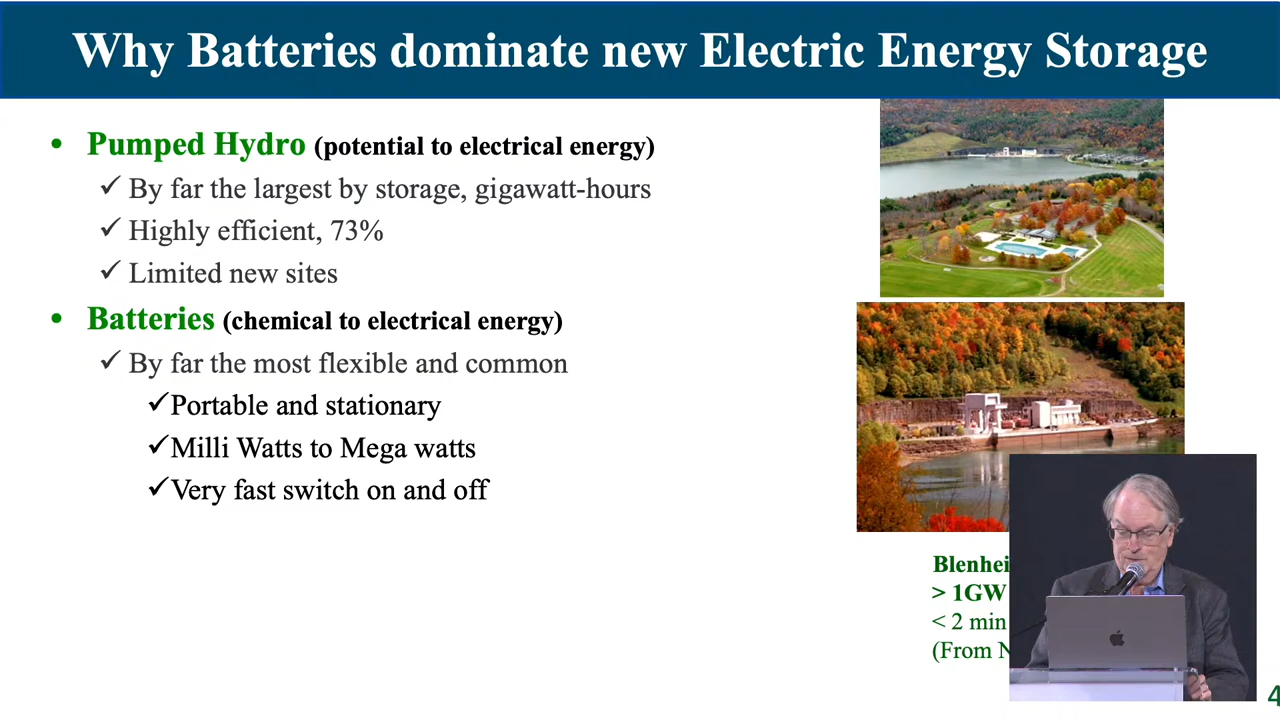 Why Batteries dominate new Electric Energy Storage
• Pumped Hydro (potential to electrical energy)
✓ By far the largest by storage, gigawatt-hours
✓ Highly efficient, 73%
✓ Limited new sites
• Batteries (chemical to electrical energy)
✓ By far the most flexible and common
✓Portable and stationary
✓Milli Watts to Mega watts
✓Very fast switch on and off
Blenhei
> 1GW
< 2 min
(From N
4